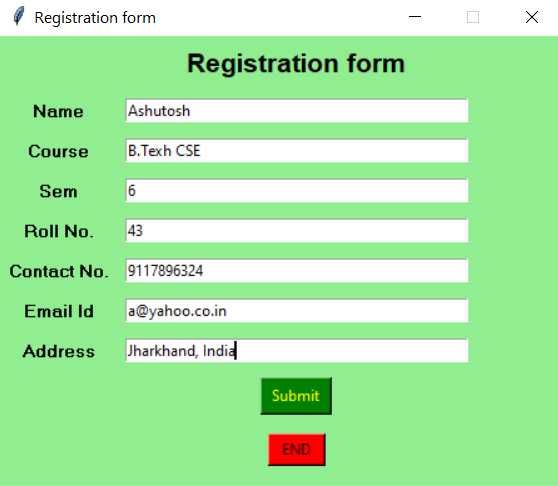 Registration form
Registration form
Name Ashutosh
Course B.Texh CSE
Sem 6
Roll No. 43
Contact No. 9117896324
Email Id a@yahoo.co.in
Address Jharkhand, India
Submit
END